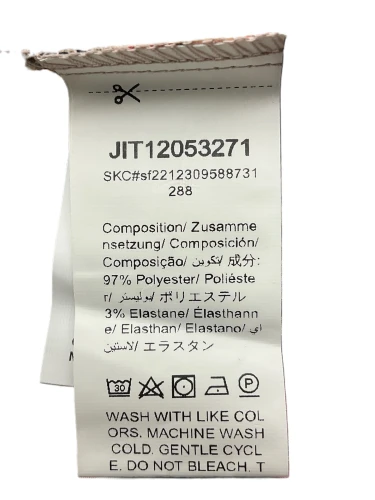 JIT12053271
SKC#sf2212309588731
288
Composition/ Zusamme
nsetzung/ Composición/
Composição/ تكوين/ 成分:
97% Polyester/ Poliéste
r/ بوليستر/ ポリエステル
3% Elastane/ Élasthann
e/ Elasthan/ Elastano/ إي
لاستين/ エラスタン
30
P
WASH WITH LIKE COL
ORS. MACHINE WASH
COLD. GENTLE CYCL
E. DO NOT BLEACH. T